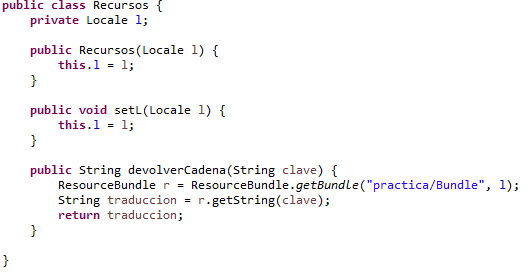 public class Recursos {
    private Locale l;

    public Recursos(Locale l) {
        this.l = l;
    }

    public void setL(Locale l) {
        this.l = l;
    }

    public String devolverCadena(String clave) {
        ResourceBundle r = ResourceBundle.getBundle("practica/Bundle", l);
        String traduccion = r.getString(clave);
        return traduccion;
    }

}